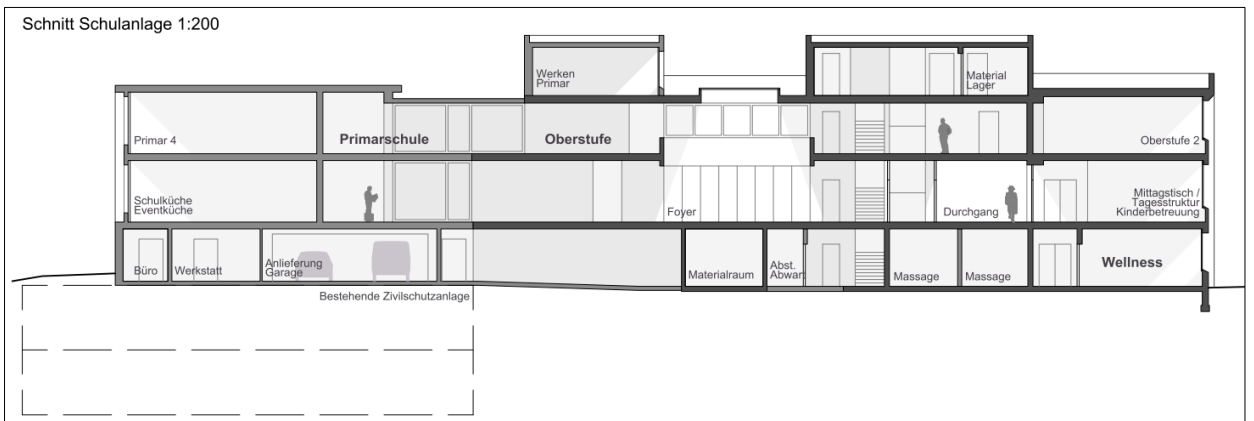 Schnitt Schulanlage 1:200
Werken
Primar
Material
Lager
Primar 4
Primarschule
Oberstufe
Oberstufe 2
Schulküche
Eventküche
Foyer
Durchgang
Mittagstisch /
Tagesstruktur
Kinderbetreuung
Büro
Werkstatt
Anlieferung
Garage
Materialraum
Abst.
Abwart
Massage
Massage
Wellness
Bestehende Zivilschutzanlage